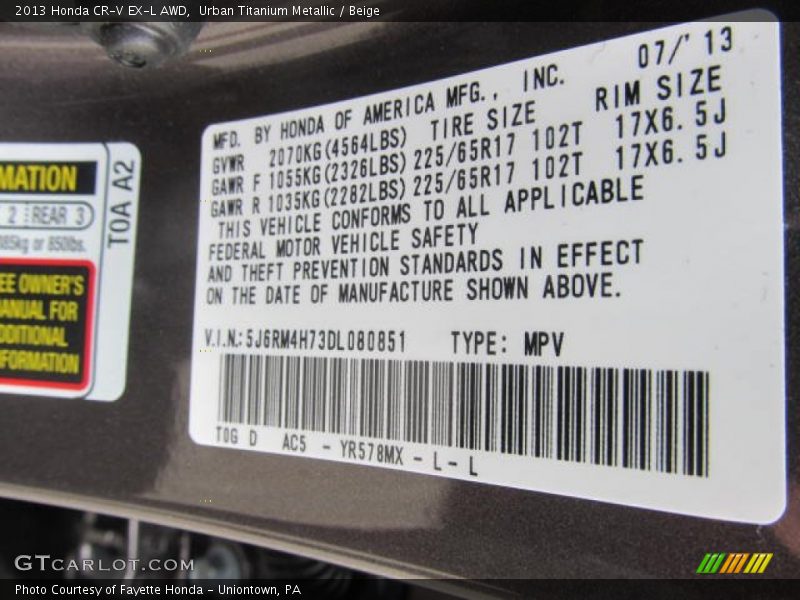 2013 Honda CR-V EX-L AWD,  Urban Titanium Metallic / Beige
07/'13
MFD. BY HONDA OF AMERICA MFG., INC.
GVWR 2070KG(4564LBS) TIRE SIZE RIM SIZE
GAWR F 1055KG(2326LBS) 225/65R17 102T 17X6.5J
GAWR R 1035KG(2282LBS) 225/65R17 102T 17X6.5J
THIS VEHICLE CONFORMS TO ALL APPLICABLE
FEDERAL MOTOR VEHICLE SAFETY
AND THEFT PREVENTION STANDARDS IN EFFECT
ON THE DATE OF MANUFACTURE SHOWN ABOVE.
V.I.N.: 5J6RM4H73DL080851 TYPE: MPV
T0G D AC5 - YR578MX - L - L
MATION
2 REAR 3
385kg or 850lbs.
T0A A2
EE OWNER'S
ANUAL FOR
DDITIONAL
FORMATION
GTCARLOT.COM
Photo Courtesy of Fayette Honda - Uniontown, PA